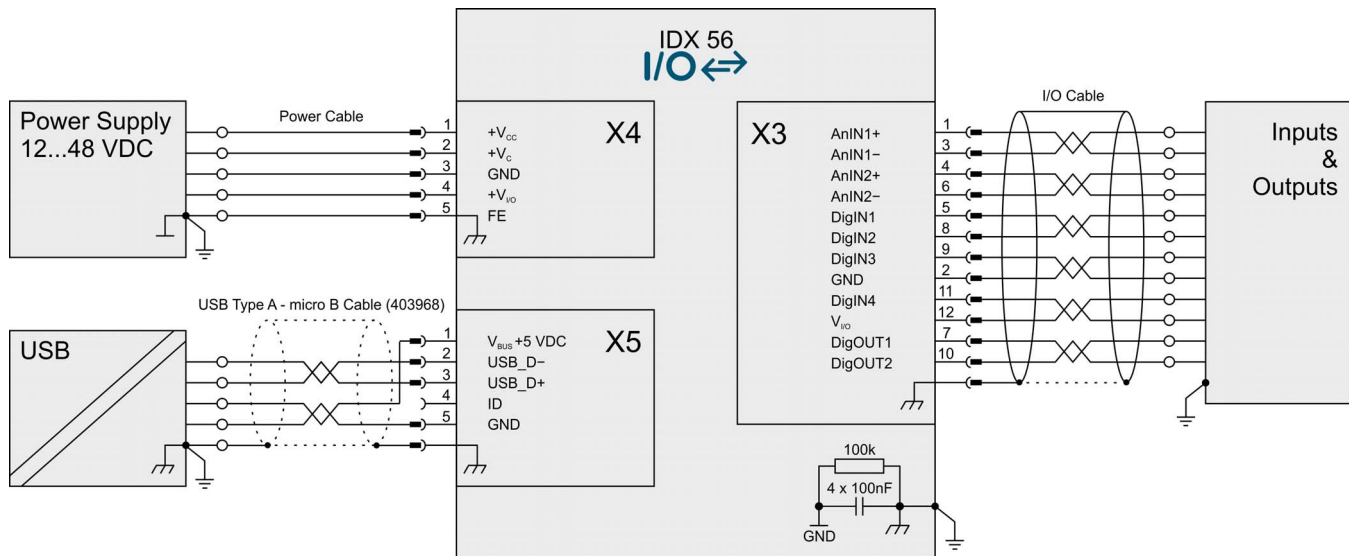 IDX 56
I/O
Power Supply
12...48 VDC
Power Cable
1
2
3
4
5
+VCC
+VC
GND
+VI/O
FE
X4
USB Type A - micro B Cable (403968)
USB
1
2
3
4
5
VBUS +5 VDC
USB_D−
USB_D+
ID
GND
X5
X3
AnIN1+
AnIN1−
AnIN2+
AnIN2−
DigIN1
DigIN2
DigIN3
GND
DigIN4
VI/O
DigOUT1
DigOUT2
1
3
4
6
5
8
9
2
11
12
7
10
I/O Cable
Inputs
&
Outputs
100k
4 x 100nF
GND